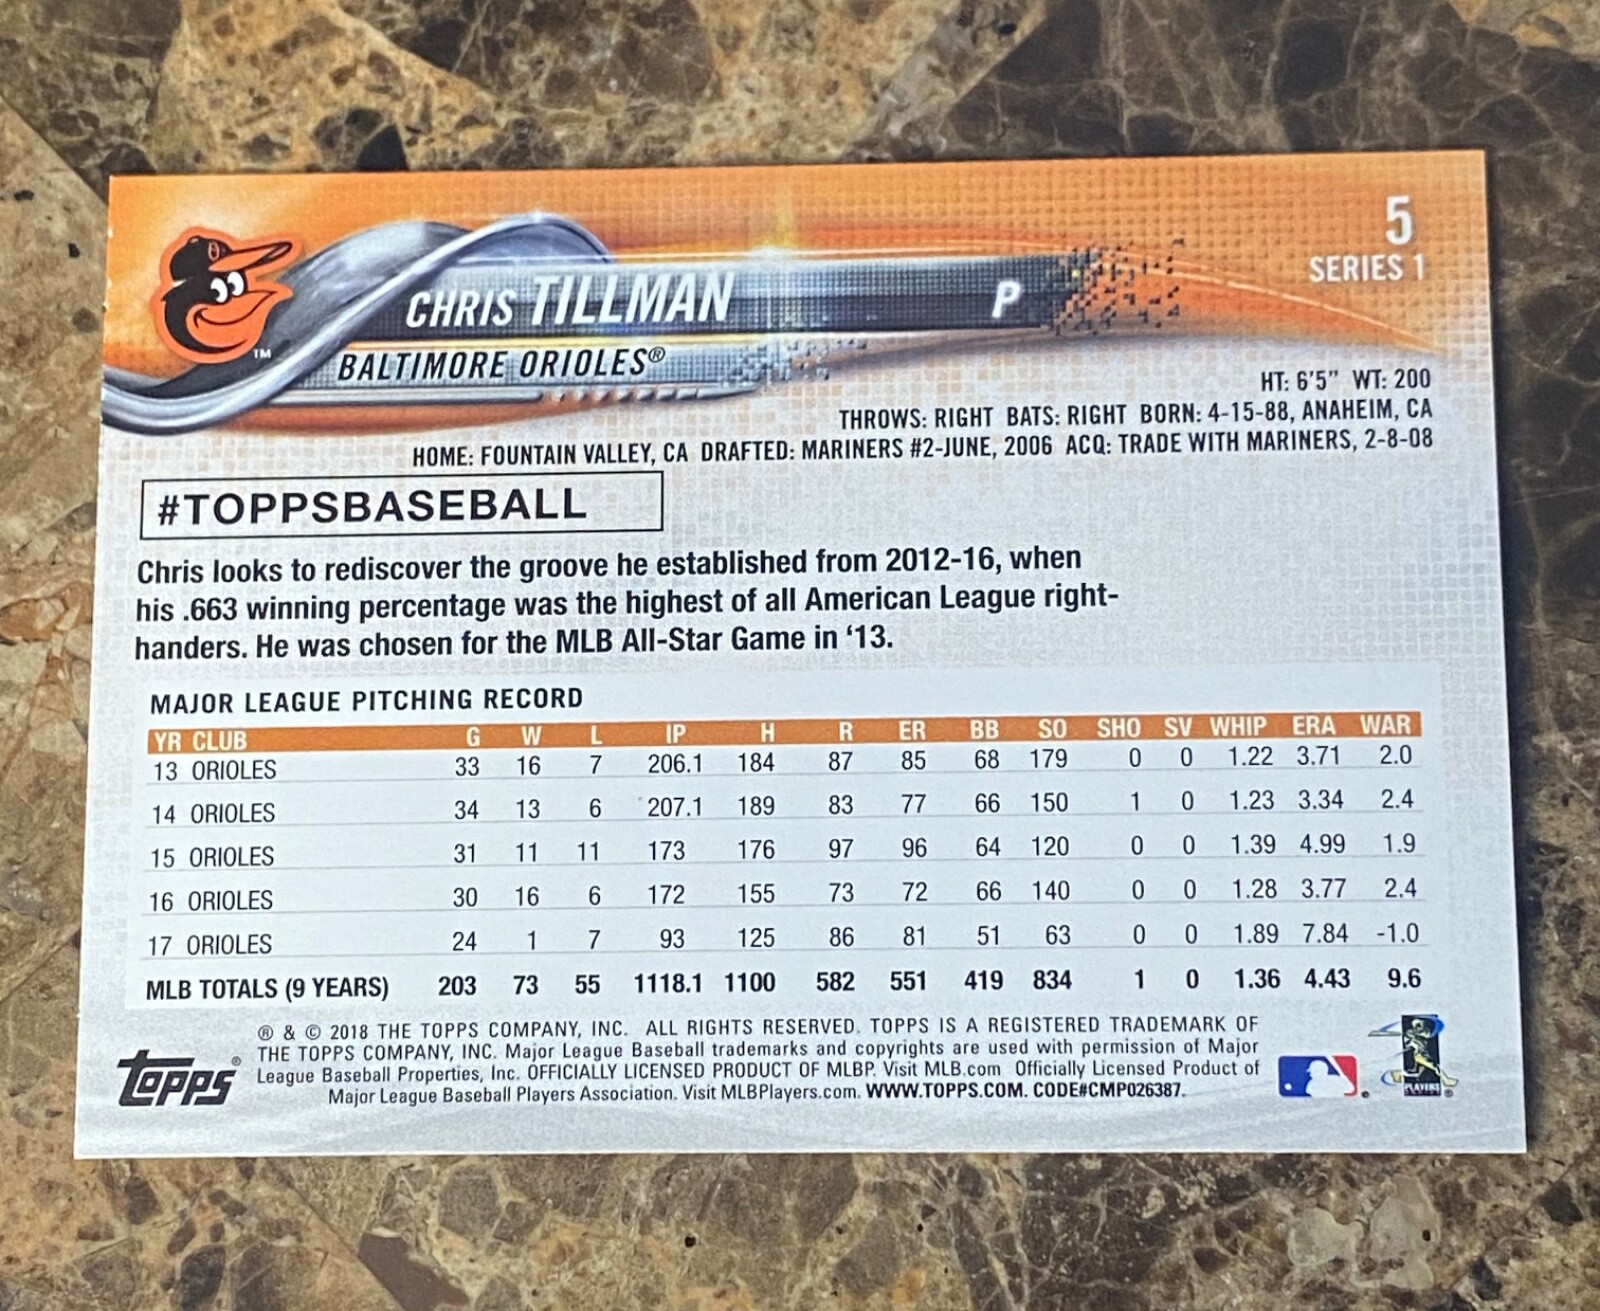 5
SERIES 1
CHRIS TILLMAN P
BALTIMORE ORIOLES®
TM
HT: 6'5" WT: 200
THROWS: RIGHT BATS: RIGHT BORN: 4-15-88, ANAHEIM, CA
HOME: FOUNTAIN VALLEY, CA DRAFTED: MARINERS #2-JUNE, 2006 ACQ: TRADE WITH MARINERS, 2-8-08
#TOPPSBASEBALL
Chris looks to rediscover the groove he established from 2012-16, when
his .663 winning percentage was the highest of all American League right-
handers. He was chosen for the MLB All-Star Game in ‘13.
MAJOR LEAGUE PITCHING RECORD
YR CLUB G W L IP H R ER BB SO SHO SV WHIP ERA WAR
13 ORIOLES 33 16 7 206.1 184 87 85 68 179 0 0 1.22 3.71 2.0
14 ORIOLES 34 13 6 207.1 189 83 77 66 150 1 0 1.23 3.34 2.4
15 ORIOLES 31 11 11 173 176 97 96 64 120 0 0 1.39 4.99 1.9
16 ORIOLES 30 16 6 172 155 73 72 66 140 0 0 1.28 3.77 2.4
17 ORIOLES 24 1 7 93 125 86 81 51 63 0 0 1.89 7.84 -1.0
MLB TOTALS (9 YEARS) 203 73 55 1118.1 1100 582 551 419 834 1 0 1.36 4.43 9.6
® & © 2018 THE TOPPS COMPANY, INC. ALL RIGHTS RESERVED. TOPPS IS A REGISTERED TRADEMARK OF
THE TOPPS COMPANY, INC. Major League Baseball trademarks and copyrights are used with permission of Major
League Baseball Properties, Inc. OFFICIALLY LICENSED PRODUCT OF MLBP. Visit MLB.com Officially Licensed Product of
Major League Baseball Players Association. Visit MLBPlayers.com. WWW.TOPPS.COM. CODE#CMP026387.
topps®
PLAYERS